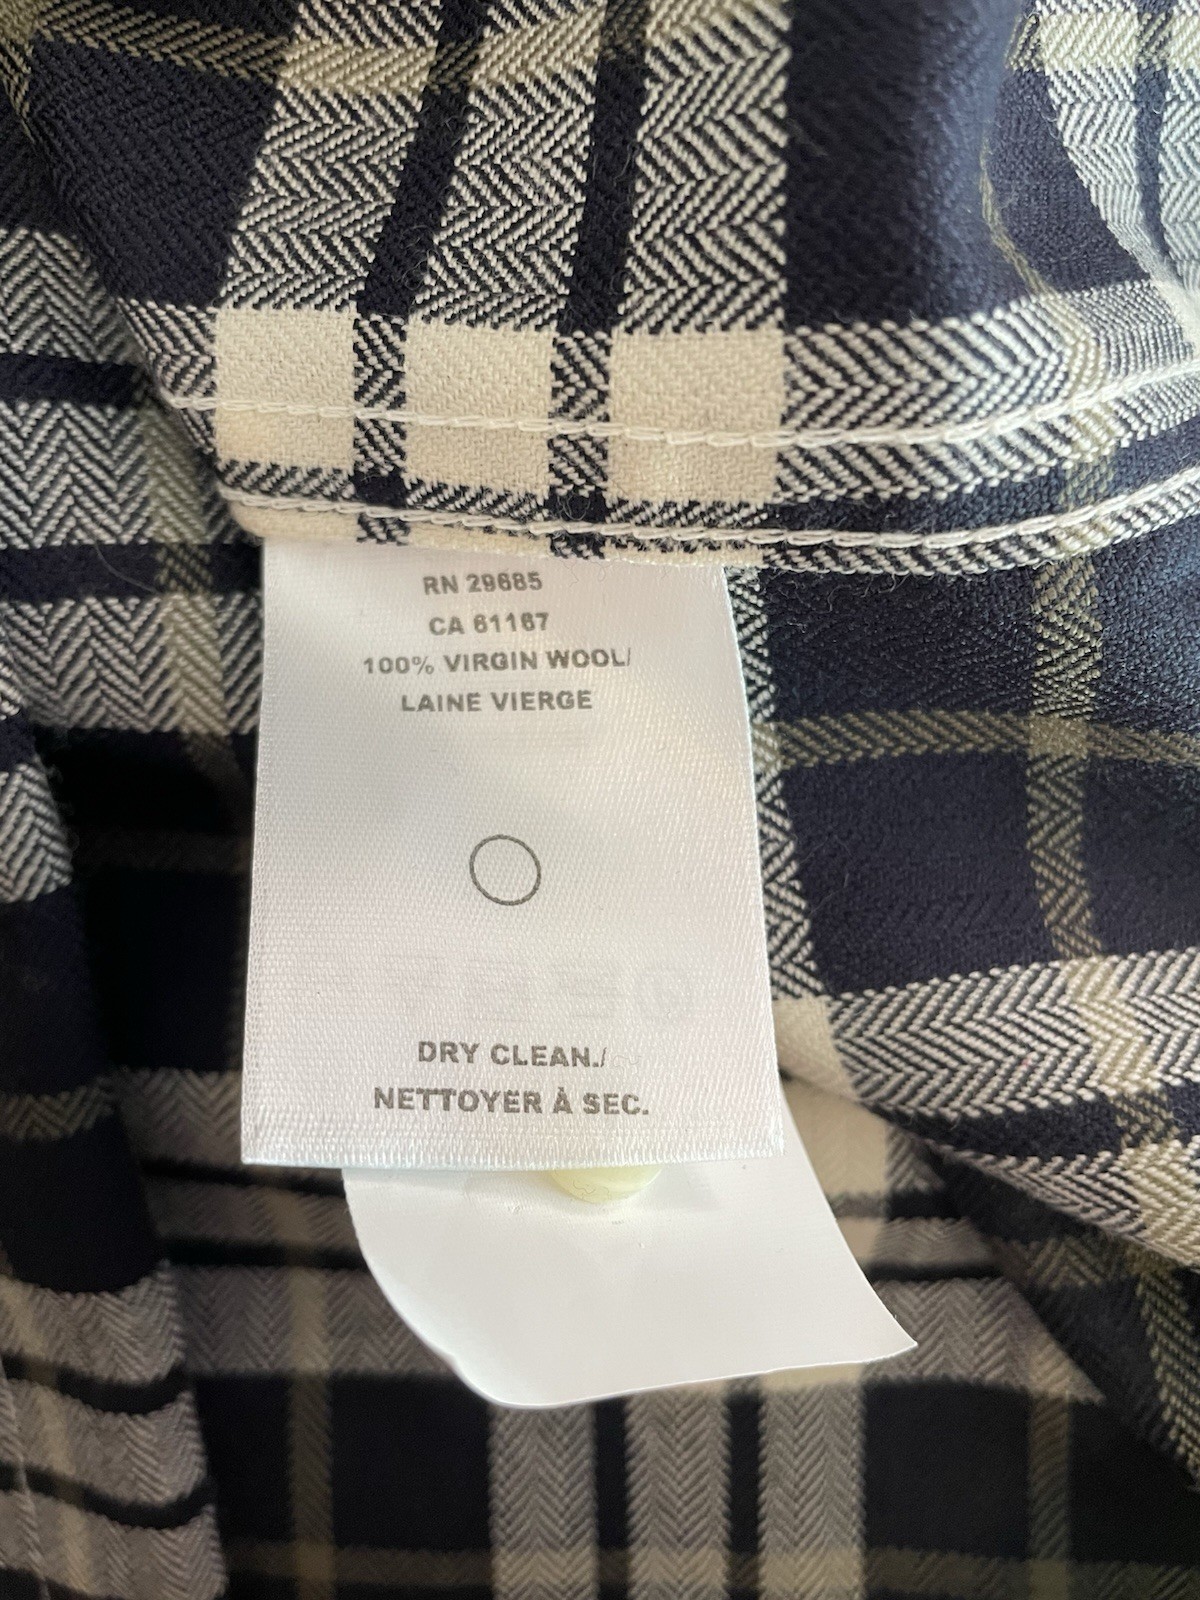 RN 29685
CA 61167
100% VIRGIN WOOL/
LAINE VIERGE
DRY CLEAN./
NETTOYER À SEC.